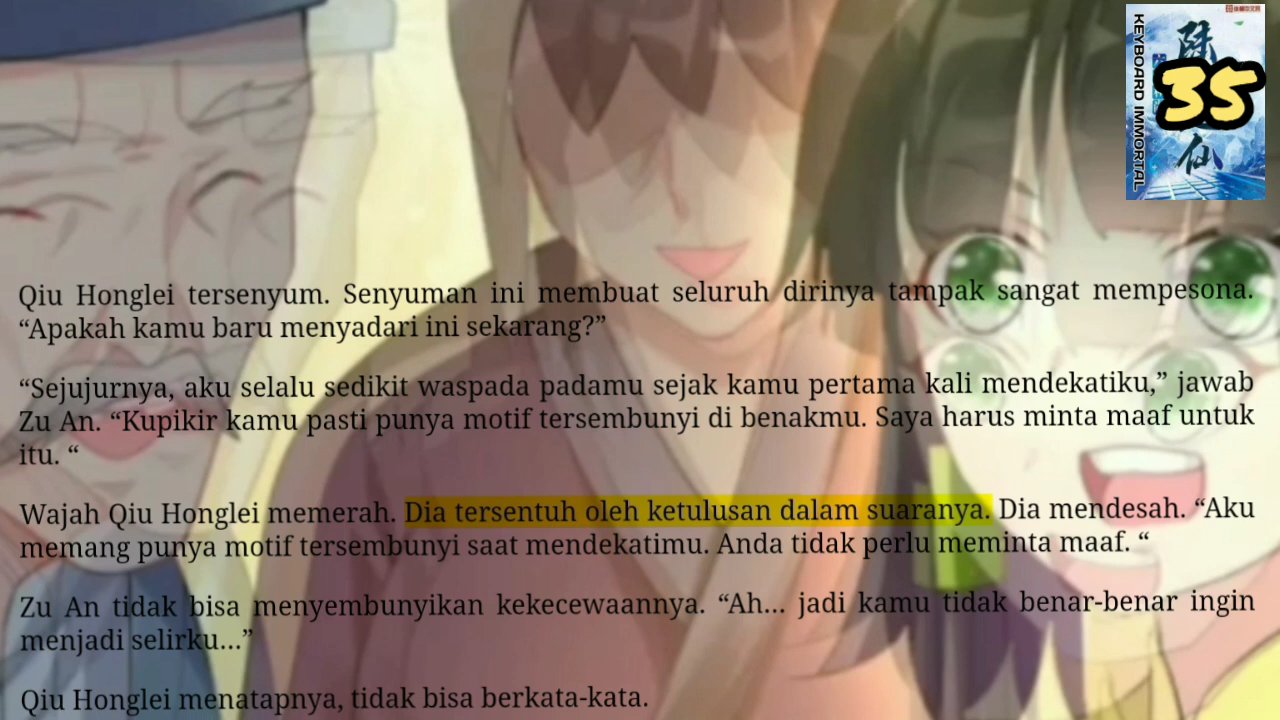 KEYBOARD IMMORTAL
35
仙
Qiu Honglei tersenyum. Senyuman ini membuat seluruh dirinya tampak sangat mempesona.
“Apakah kamu baru menyadari ini sekarang?”
“Sejujurnya, aku selalu sedikit waspada padamu sejak kamu pertama kali mendekatiku,” jawab
Zu An. “Kupikir kamu pasti punya motif tersembunyi di benakmu. Saya harus minta maaf untuk
itu. “
Wajah Qiu Honglei memerah. Dia tersentuh oleh ketulusan dalam suaranya. Dia mendesah. “Aku
memang punya motif tersembunyi saat mendekatimu. Anda tidak perlu meminta maaf. “
Zu An tidak bisa menyembunyikan kekecewaannya. “Ah… jadi kamu tidak benar-benar ingin
menjadi selirku…”
Qiu Honglei menatapnya, tidak bisa berkata-kata.